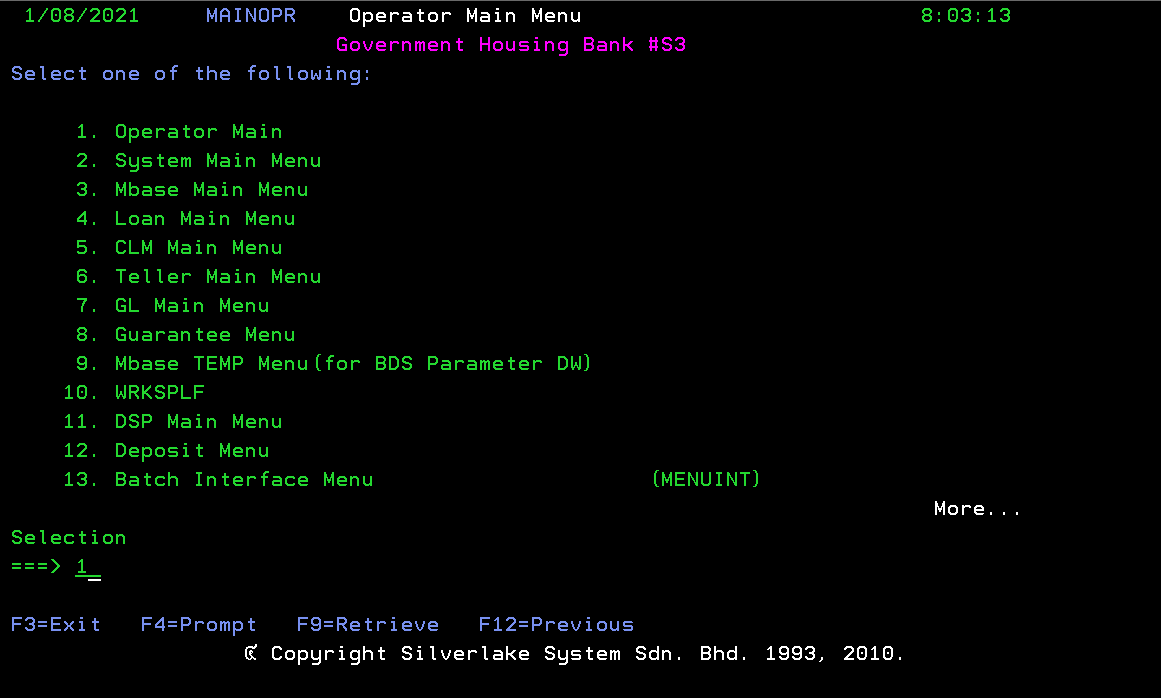 1/08/2021 MAINOPR Operator Main Menu 8:03:13
Government Housing Bank #S3
Select one of the following:
1. Operator Main
2. System Main Menu
3. Mbase Main Menu
4. Loan Main Menu
5. CLM Main Menu
6. Teller Main Menu
7. GL Main Menu
8. Guarantee Menu
9. Mbase TEMP Menu(for BDS Parameter DW)
10. WRKSPLF
11. DSP Main Menu
12. Deposit Menu
13. Batch Interface Menu (MENUINT)
More...
Selection
===> 1_
F3=Exit F4=Prompt F9=Retrieve F12=Previous
Copyright Silverlake System Sdn. Bhd. 1993, 2010.